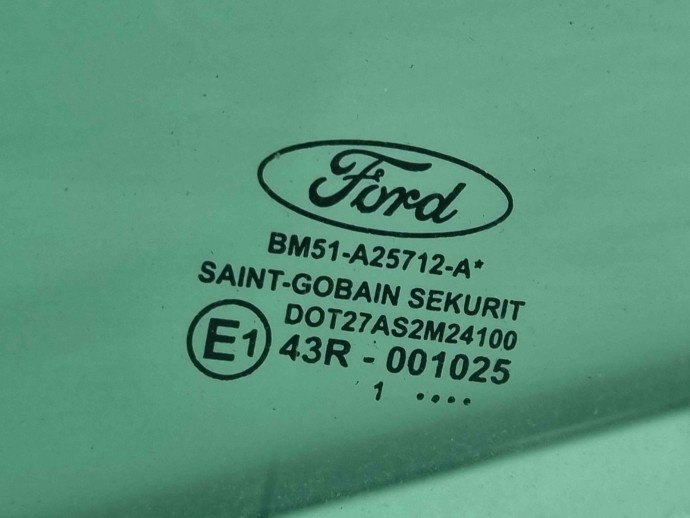 Ford
BM51-A25712-A*
SAINT-GOBAIN SEKURIT
DOT27AS2M24100
E1 43R - 001025
1 ....